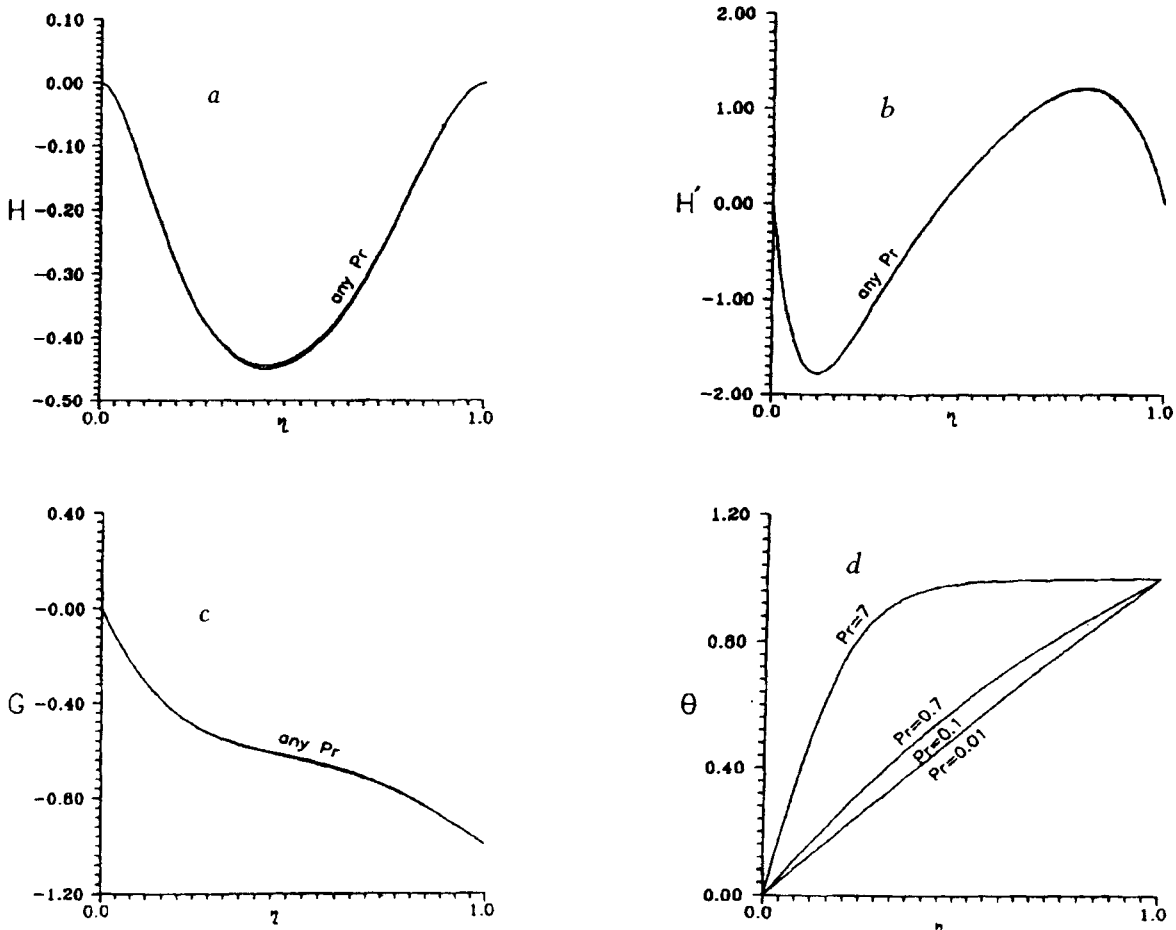 0.10
0.00
-0.10
H -0.20
-0.30
-0.40
-0.50
a
any Pr
0.0
η
1.0
2.00
1.00
H′ 0.00
-1.00
-2.00
b
any Pr
0.0
η
1.0
0.40
-0.00
G -0.40
-0.80
-1.20
c
any Pr
0.0
η
1.0
1.20
0.80
θ
0.40
0.00
d
Pr=7
Pr=0.7
Pr=0.1
Pr=0.01
0.0
η
1.0